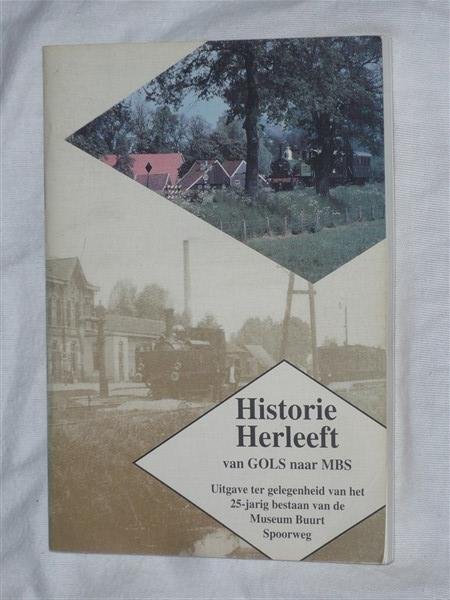 Historie
Herleeft
van GOLS naar MBS
Uitgave ter gelegenheid van het
25-jarig bestaan van de
Museum Buurt
Spoorweg